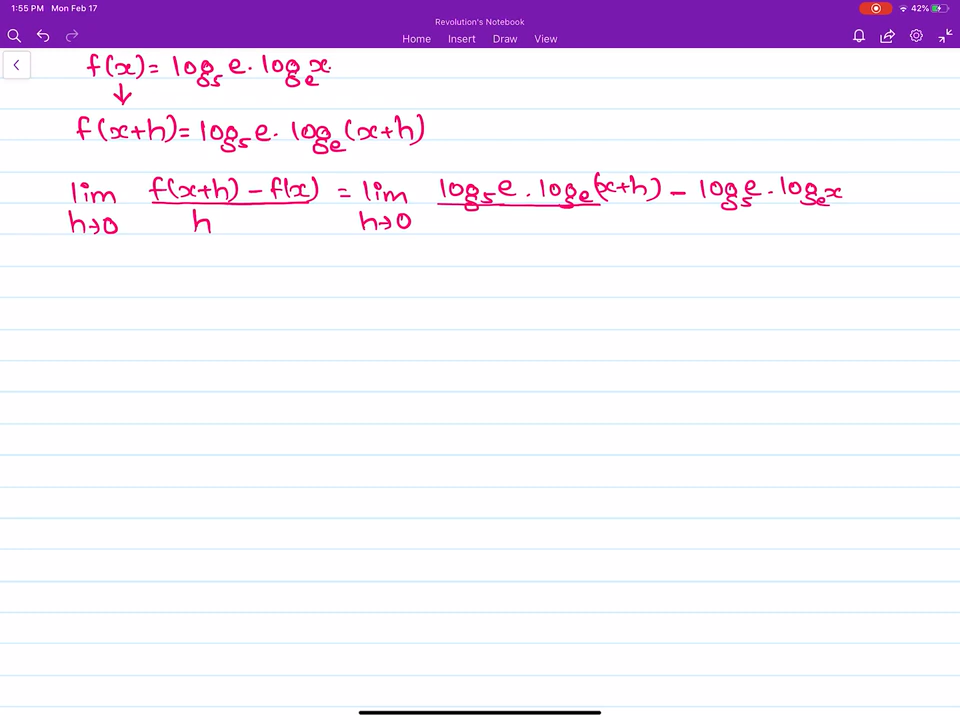 1:55 PM Mon Feb 17
42%
Revolution's Notebook
Home Insert Draw View
f(x) = log₅ e . logₑ x
↓
f(x+h) = log₅ e . logₑ (x+h)
lim h→0 f(x+h) - f(x) / h = lim h→0 log₅ e . logₑ (x+h) - log₅ e . logₑ x